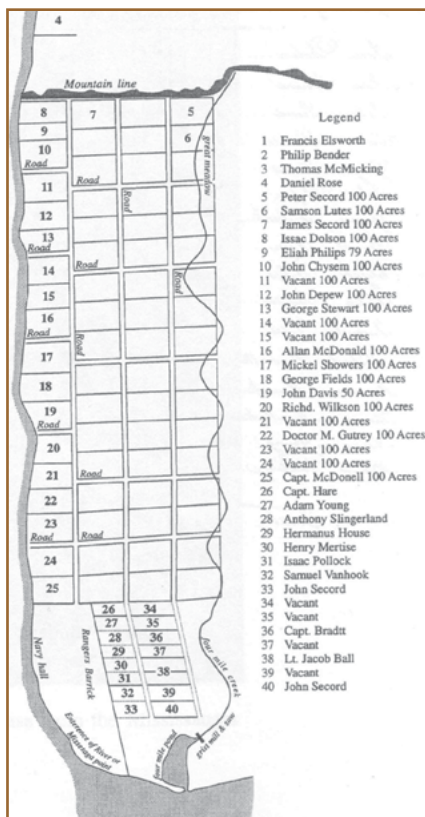 4
Mountain line
8
7
5
9
6
great meadow
10
Road
11
Road
Road
12
13
Road
14
Road
Road
15
16
Road
Road
17
18
19
Road
20
21
Road
22
23
Road
Road
24
25
26
34
27
35
28
36
29
37
30
38
31
32
39
33
40
Navy hall
Rangers Barrick
four mile creek
Enterence of River or
Missesaga point
four mile pond
grist mill & saw
Legend
1 Francis Elsworth
2 Philip Bender
3 Thomas McMicking
4 Daniel Rose
5 Peter Secord 100 Acres
6 Samson Lutes 100 Acres
7 James Secord 100 Acres
8 Issac Dolson 100 Acres
9 Eliah Philips 79 Acres
10 John Chysem 100 Acres
11 Vacant 100 Acres
12 John Depew 100 Acres
13 George Stewart 100 Acres
14 Vacant 100 Acres
15 Vacant 100 Acres
16 Allan McDonald 100 Acres
17 Mickel Showers 100 Acres
18 George Fields 100 Acres
19 John Davis 50 Acres
20 Richd. Wilkson 100 Acres
21 Vacant 100 Acres
22 Doctor M. Gutrey 100 Acres
23 Vacant 100 Acres
24 Vacant 100 Acres
25 Capt. McDonell 100 Acres
26 Capt. Hare
27 Adam Young
28 Anthony Slingerland
29 Hermanus House
30 Henry Mertise
31 Isaac Pollock
32 Samuel Vanhook
33 John Secord
34 Vacant
35 Vacant
36 Capt. Bradtt
37 Vacant
38 Lt. Jacob Ball
39 Vacant
40 John Secord